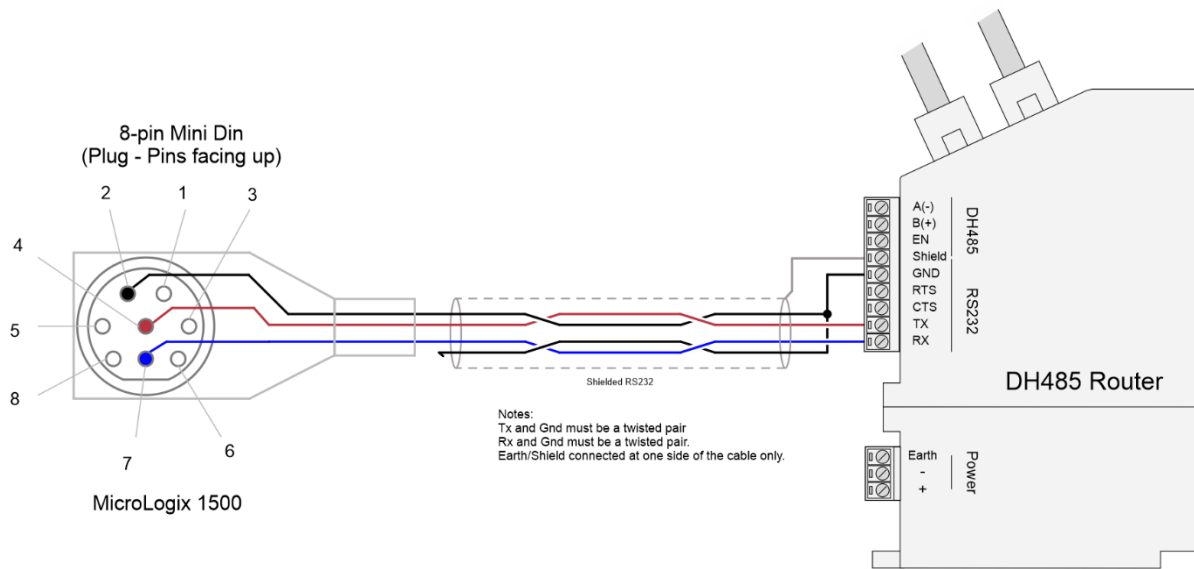 8-pin Mini Din
(Plug - Pins facing up)
2
1
3
4
5
8
7
6
MicroLogix 1500
Shielded RS232
Notes:
Tx and Gnd must be a twisted pair
Rx and Gnd must be a twisted pair.
Earth/Shield connected at one side of the cable only.
A(-)
B(+)
EN
Shield
DH485
GND
RTS
CTS
TX
RX
RS232
DH485 Router
Earth
-
+
Power